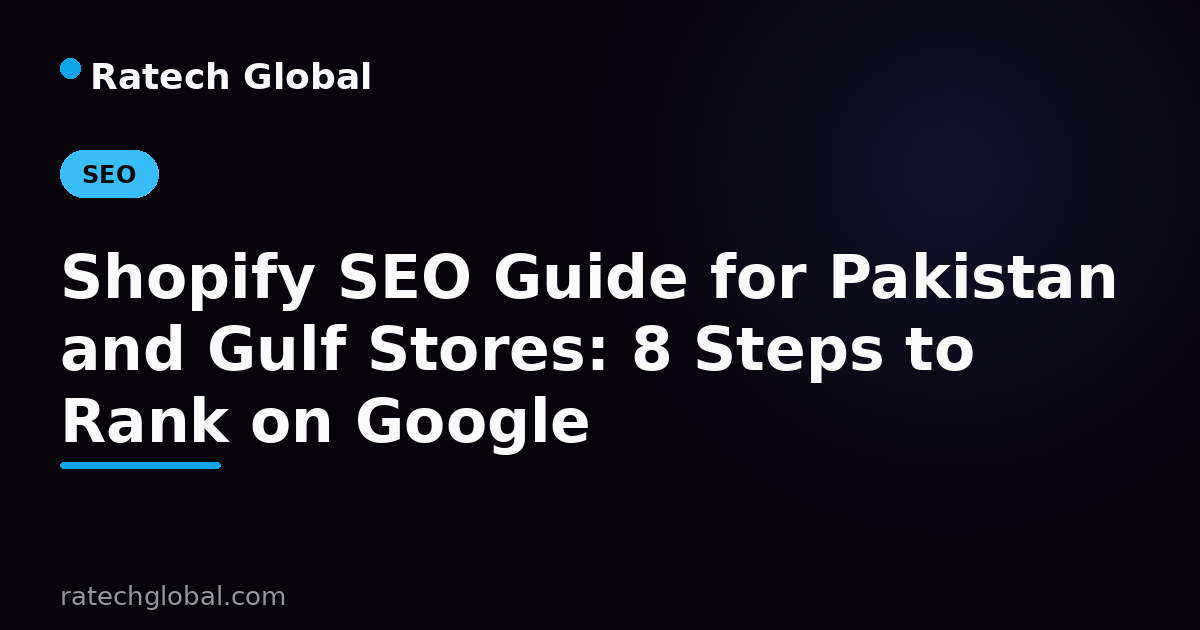 Ratech Global
SEO
Shopify SEO Guide for Pakistan
and Gulf Stores: 8 Steps to
Rank on Google
ratechglobal.com